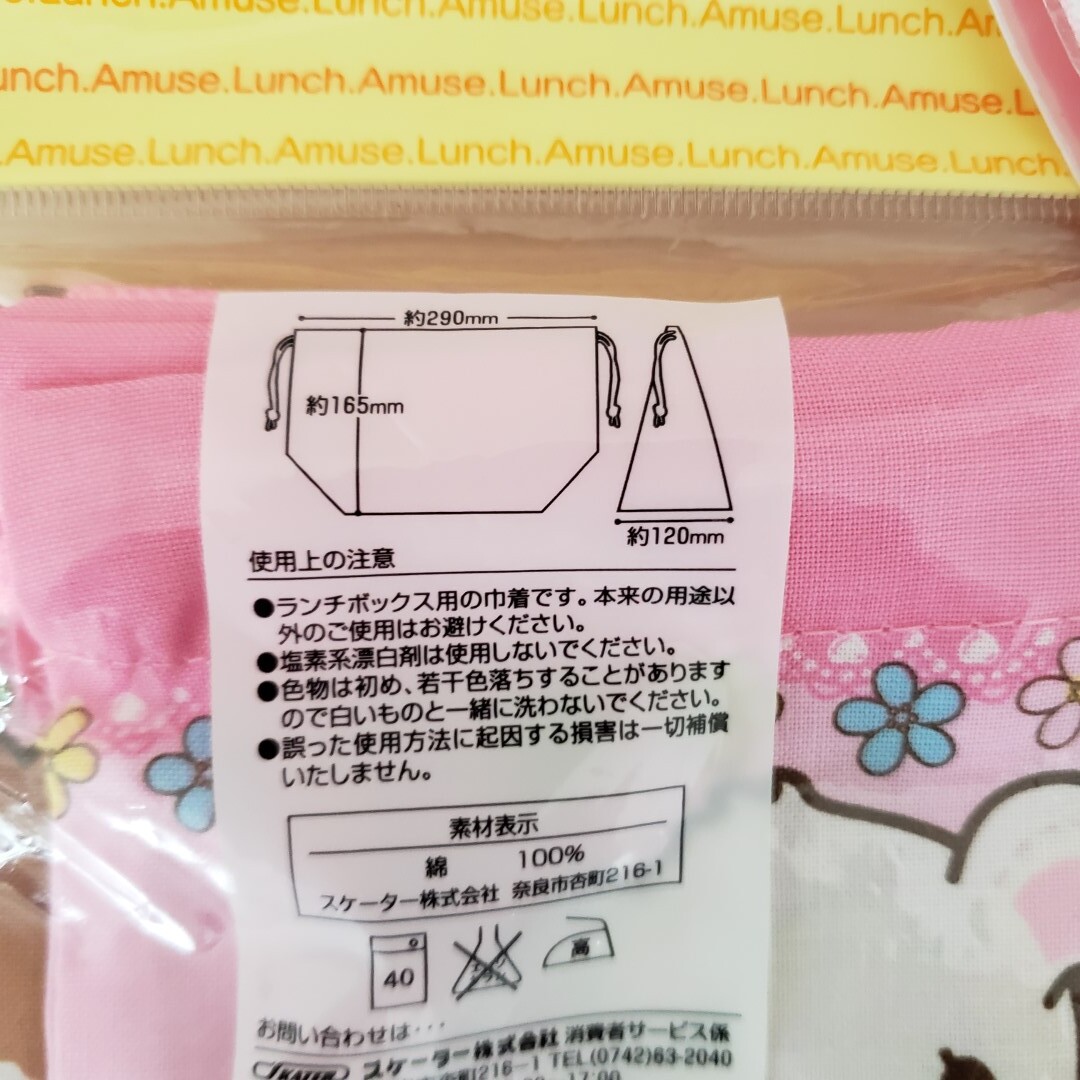 Lunch.Amuse.Lunch.Amuse.Lunch.
Lunch.Amuse.Lunch.Amuse.Lunch.Amuse.Lunch.Amuse.
.Amuse.Lunch.Amuse.Lunch.Amuse.Lunch.Amuse.Lunch.
約290mm
約165mm
約120mm
使用上の注意
●ランチボックス用の巾着です。本来の用途以
外のご使用はお避けください。
●塩素系漂白剤は使用しないでください。
●色物は初め、若干色落ちすることがあります
ので白いものと一緒に洗わないでください。
●誤った使用方法に起因する損害は一切補償
いたしません。
素材表示
綿 100%
スケーター株式会社 奈良市杏町216-1
40
高
お問い合わせは・・・
SKATER スケーター株式会社 消費者サービス係
奈良市杏町216-1 TEL(0742)63-2040